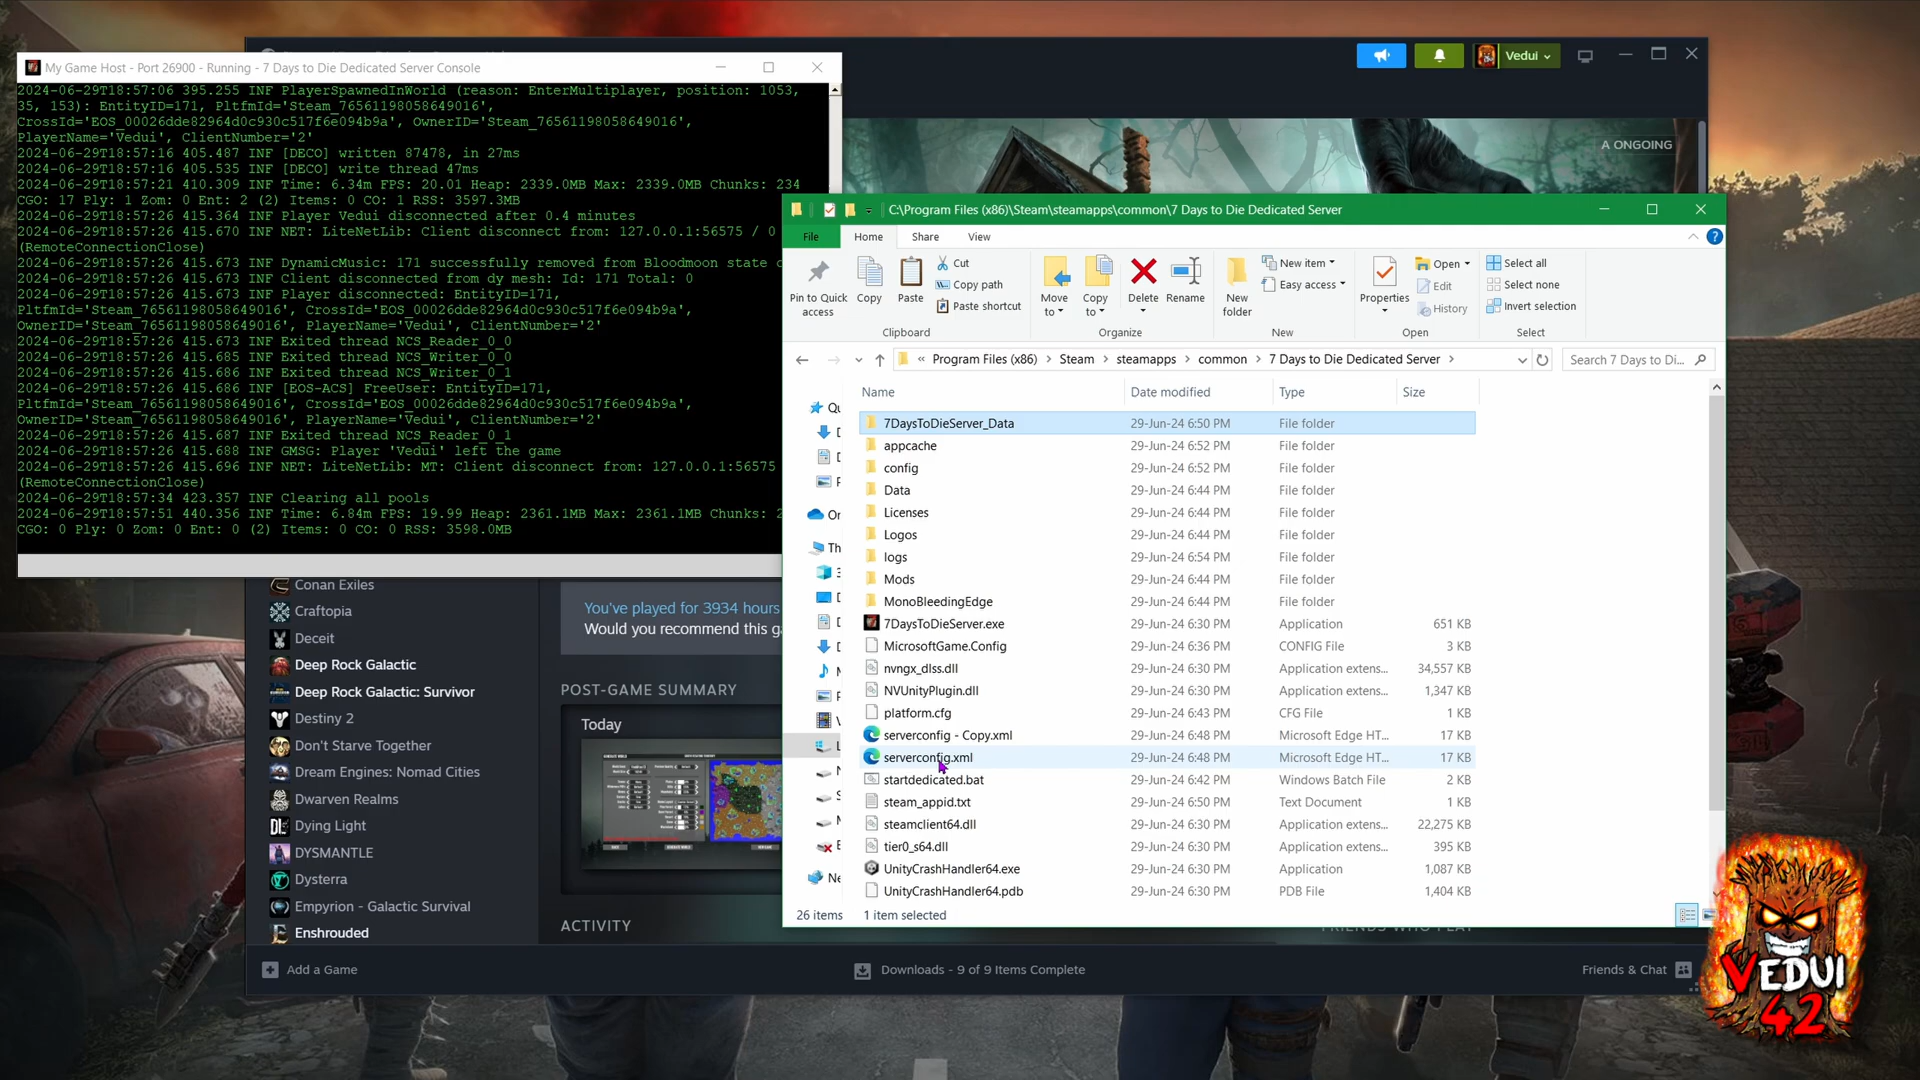 Vedui
My Game Host - Port 26900 - Running - 7 Days to Die Dedicated Server Console
2024-06-29T18:57:06 395.255 INF PlayerSpawnedInWorld (reason: EnterMultiplayer, position: 1053,
35, 153): EntityID=171, PltfmId='Steam_76561198058649016',
CrossId='EOS_00026dde82964d0c930c517f6e094b9a', OwnerID='Steam_76561198058649016',
PlayerName='Vedui', ClientNumber='2'
2024-06-29T18:57:16 405.487 INF [DECO] written 87478, in 27ms
2024-06-29T18:57:16 405.535 INF [DECO] write thread 47ms
2024-06-29T18:57:21 410.309 INF Time: 6.34m FPS: 20.01 Heap: 2339.0MB Max: 2339.0MB Chunks: 234
CGO: 17 Ply: 1 Zom: 0 Ent: 2 (2) Items: 0 CO: 1 RSS: 3597.3MB
2024-06-29T18:57:26 415.364 INF Player Vedui disconnected after 0.4 minutes
2024-06-29T18:57:26 415.670 INF NET: LiteNetLib: Client disconnect from: 127.0.0.1:56575 / 0
(RemoteConnectionClose)
2024-06-29T18:57:26 415.673 INF DynamicMusic: 171 successfully removed from Bloodmoon state c
2024-06-29T18:57:26 415.673 INF Client disconnected from dy mesh: Id: 171 Total: 0
2024-06-29T18:57:26 415.673 INF Player disconnected: EntityID=171,
PltfmId='Steam_76561198058649016', CrossId='EOS_00026dde82964d0c930c517f6e094b9a',
OwnerID='Steam_76561198058649016', PlayerName='Vedui', ClientNumber='2'
2024-06-29T18:57:26 415.673 INF Exited thread NCS_Reader_0_0
2024-06-29T18:57:26 415.685 INF Exited thread NCS_Writer_0_0
2024-06-29T18:57:26 415.686 INF Exited thread NCS_Writer_0_1
2024-06-29T18:57:26 415.686 INF [EOS-ACS] FreeUser: EntityID=171,
PltfmId='Steam_76561198058649016', CrossId='EOS_00026dde82964d0c930c517f6e094b9a',
OwnerID='Steam_76561198058649016', PlayerName='Vedui', ClientNumber='2'
2024-06-29T18:57:26 415.687 INF Exited thread NCS_Reader_0_1
2024-06-29T18:57:26 415.688 INF GMSG: Player 'Vedui' left the game
2024-06-29T18:57:26 415.696 INF NET: LiteNetLib: MT: Client disconnect from: 127.0.0.1:56575
(RemoteConnectionClose)
2024-06-29T18:57:34 423.357 INF Clearing all pools
2024-06-29T18:57:51 440.356 INF Time: 6.84m FPS: 19.99 Heap: 2361.1MB Max: 2361.1MB Chunks: 2
CGO: 0 Ply: 0 Zom: 0 Ent: 0 (2) Items: 0 CO: 0 RSS: 3598.0MB
A ONGOING
C:\Program Files (x86)\Steam\steamapps\common\7 Days to Die Dedicated Server
File Home Share View
Pin to Quick access
Copy
Paste
Cut
Copy path
Paste shortcut
Clipboard
Move to
Copy to
Delete
Rename
Organize
New folder
New item
Easy access
New
Properties
Open
Edit
History
Open
Select all
Select none
Invert selection
Select
« Program Files (x86) > Steam > steamapps > common > 7 Days to Die Dedicated Server >
Search 7 Days to Di...
Name Date modified Type Size
7DaysToDieServer_Data 29-Jun-24 6:50 PM File folder
appcache 29-Jun-24 6:52 PM File folder
config 29-Jun-24 6:52 PM File folder
Data 29-Jun-24 6:44 PM File folder
Licenses 29-Jun-24 6:44 PM File folder
Logos 29-Jun-24 6:44 PM File folder
logs 29-Jun-24 6:54 PM File folder
Mods 29-Jun-24 6:44 PM File folder
MonoBleedingEdge 29-Jun-24 6:44 PM File folder
7DaysToDieServer.exe 29-Jun-24 6:30 PM Application 651 KB
MicrosoftGame.Config 29-Jun-24 6:36 PM CONFIG File 3 KB
nvngx_dlss.dll 29-Jun-24 6:30 PM Application extens... 34,557 KB
NVUnityPlugin.dll 29-Jun-24 6:30 PM Application extens... 1,347 KB
platform.cfg 29-Jun-24 6:43 PM CFG File 1 KB
serverconfig - Copy.xml 29-Jun-24 6:48 PM Microsoft Edge HT... 17 KB
serverconfig.xml 29-Jun-24 6:48 PM Microsoft Edge HT... 17 KB
startdedicated.bat 29-Jun-24 6:42 PM Windows Batch File 2 KB
steam_appid.txt 29-Jun-24 6:50 PM Text Document 1 KB
steamclient64.dll 29-Jun-24 6:30 PM Application extens... 22,275 KB
tier0_s64.dll 29-Jun-24 6:30 PM Application extens... 395 KB
UnityCrashHandler64.exe 29-Jun-24 6:30 PM Application 1,087 KB
UnityCrashHandler64.pdb 29-Jun-24 6:30 PM PDB File 1,404 KB
26 items 1 item selected
Conan Exiles
Craftopia
Deceit
Deep Rock Galactic
Deep Rock Galactic: Survivor
Destiny 2
Don't Starve Together
Dream Engines: Nomad Cities
Dwarven Realms
Dying Light
DYSMANTLE
Dysterra
Empyrion - Galactic Survival
Enshrouded
You've played for 3934 hours
Would you recommend this ga
POST-GAME SUMMARY
Today
ACTIVITY
FRIENDS WHO PLAY
Add a Game
Downloads - 9 of 9 Items Complete
Friends & Chat
VEDUI
42